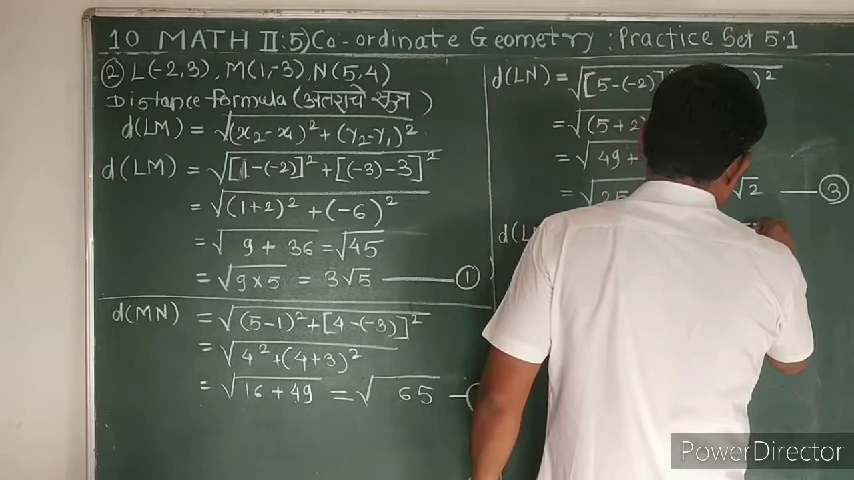 10 MATH II:5) Co-ordinate Geometry : Practice Set 5.1
② L(-2,3), M(1,-3), N(5,4)
Distance formula (अंतराचे सूत्र)
d(LM) = √(x₂-x₁)²+(y₂-y₁)²
d(LM) = √[1-(-2)]²+[(-3)-3]²
= √(1+2)² +(-6)²
= √9+36 = √45
= √9×5 = 3√5 —— ①
d(MN) = √(5-1)²+[4-(-3)]²
= √4²+(4+3)²
= √16+49 = √65 —
d(LN) = √[5-(-2)]
= √(5+2)
= √49+
√2 —— ③
d(L
PowerDirector